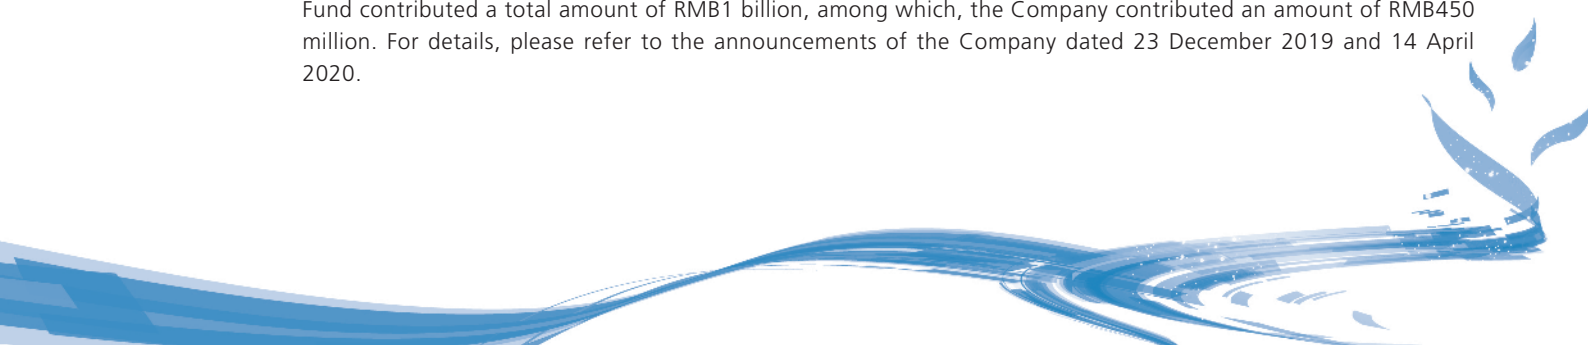 Fund contributed a total amount of RMB1 billion, among which, the Company contributed an amount of RMB450
million. For details, please refer to the announcements of the Company dated 23 December 2019 and 14 April
2020.